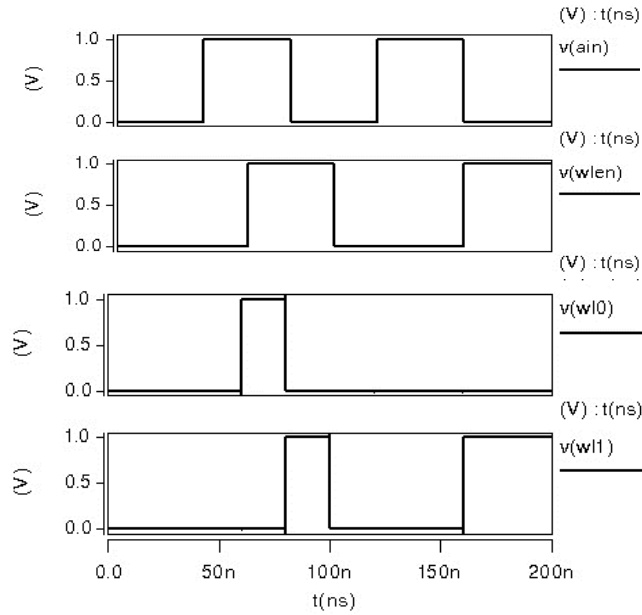 (V) : t(ns)
v(ain)
(V)
1.0
0.5
0.0
(V) : t(ns)
v(wlen)
(V)
1.0
0.5
0.0
(V) : t(ns)
v(wl0)
(V)
1.0
0.5
0.0
(V) : t(ns)
v(wl1)
(V)
1.0
0.5
0.0
0.0 50n 100n 150n 200n
t(ns)